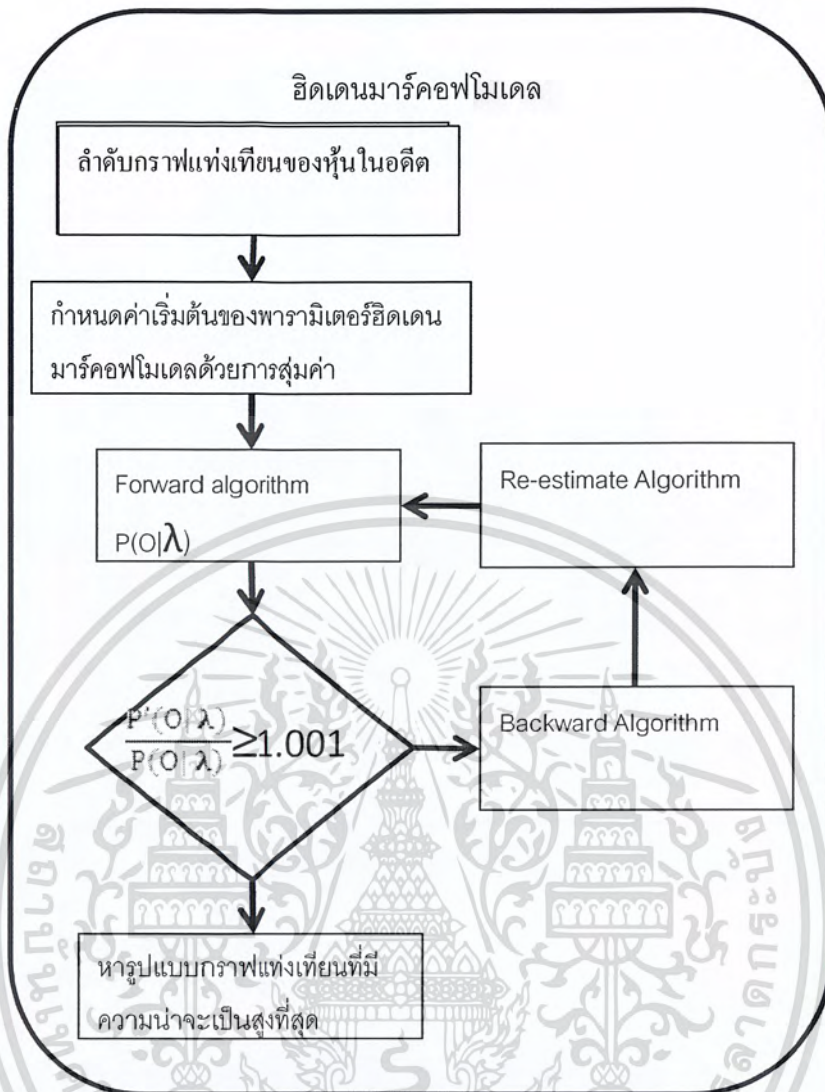 ฮิดเดนมาร์คอฟโมเดล
ลำดับกราฟแท่งเทียนของหุ้นในอดีต
กำหนดค่าเริ่มต้นของพารามิเตอร์ฮิดเดน
มาร์คอฟโมเดลด้วยการสุ่มค่า
Forward algorithm
P(O|λ)
Re-estimate Algorithm
P'(O|λ)
P(O|λ)
≥1.001
Backward Algorithm
หารูปแบบกราฟแท่งเทียนที่มี
ความน่าจะเป็นสูงที่สุด